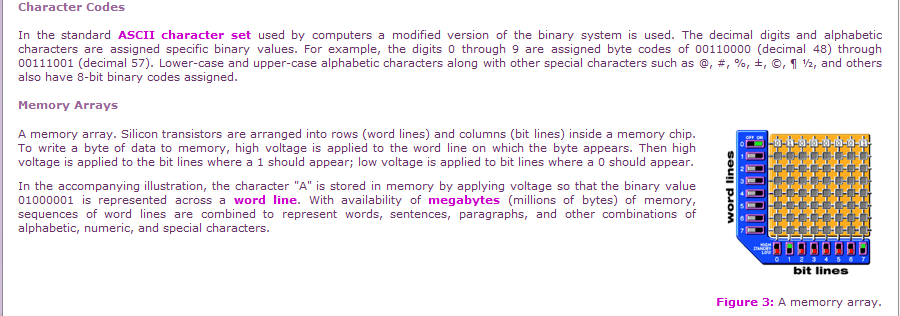 Character Codes
In the standard ASCII character set used by computers a modified version of the binary system is used. The decimal digits and alphabetic
characters are assigned specific binary values. For example, the digits 0 through 9 are assigned byte codes of 00110000 (decimal 48) through
00111001 (decimal 57). Lower-case and upper-case alphabetic characters along with other special characters such as @, #, %, ±, ©, ¶ ½, and others
also have 8-bit binary codes assigned.
Memory Arrays
A memory array. Silicon transistors are arranged into rows (word lines) and columns (bit lines) inside a memory chip.
To write a byte of data to memory, high voltage is applied to the word line on which the byte appears. Then high
voltage is applied to the bit lines where a 1 should appear; low voltage is applied to bit lines where a 0 should appear.
In the accompanying illustration, the character "A" is stored in memory by applying voltage so that the binary value
01000001 is represented across a word line. With availability of megabytes (millions of bytes) of memory,
sequences of word lines are combined to represent words, sentences, paragraphs, and other combinations of
alphabetic, numeric, and special characters.
OFF ON
0 0 1 0 0 0 0 0 1
1
2
3
4
5
6
7
word lines
HIGH
STANDBY
LOW
0 1 2 3 4 5 6 7
bit lines
Figure 3: A memorry array.